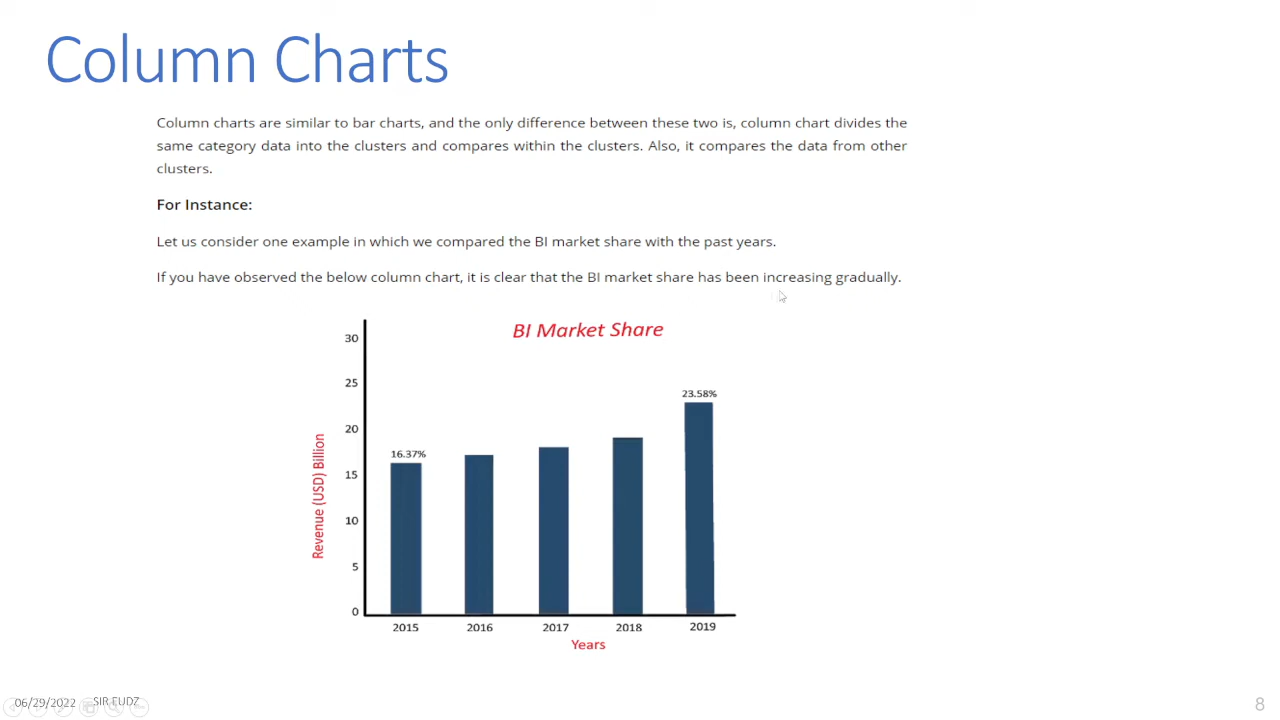 Column Charts
Column charts are similar to bar charts, and the only difference between these two is, column chart divides the
same category data into the clusters and compares within the clusters. Also, it compares the data from other
clusters.
For Instance:
Let us consider one example in which we compared the BI market share with the past years.
If you have observed the below column chart, it is clear that the BI market share has been increasing gradually.
BI Market Share
30
25
20
15
10
5
0
Revenue (USD) Billion
16.37%
23.58%
2015 2016 2017 2018 2019
Years
06/29/2022 SIR EUDZ 8